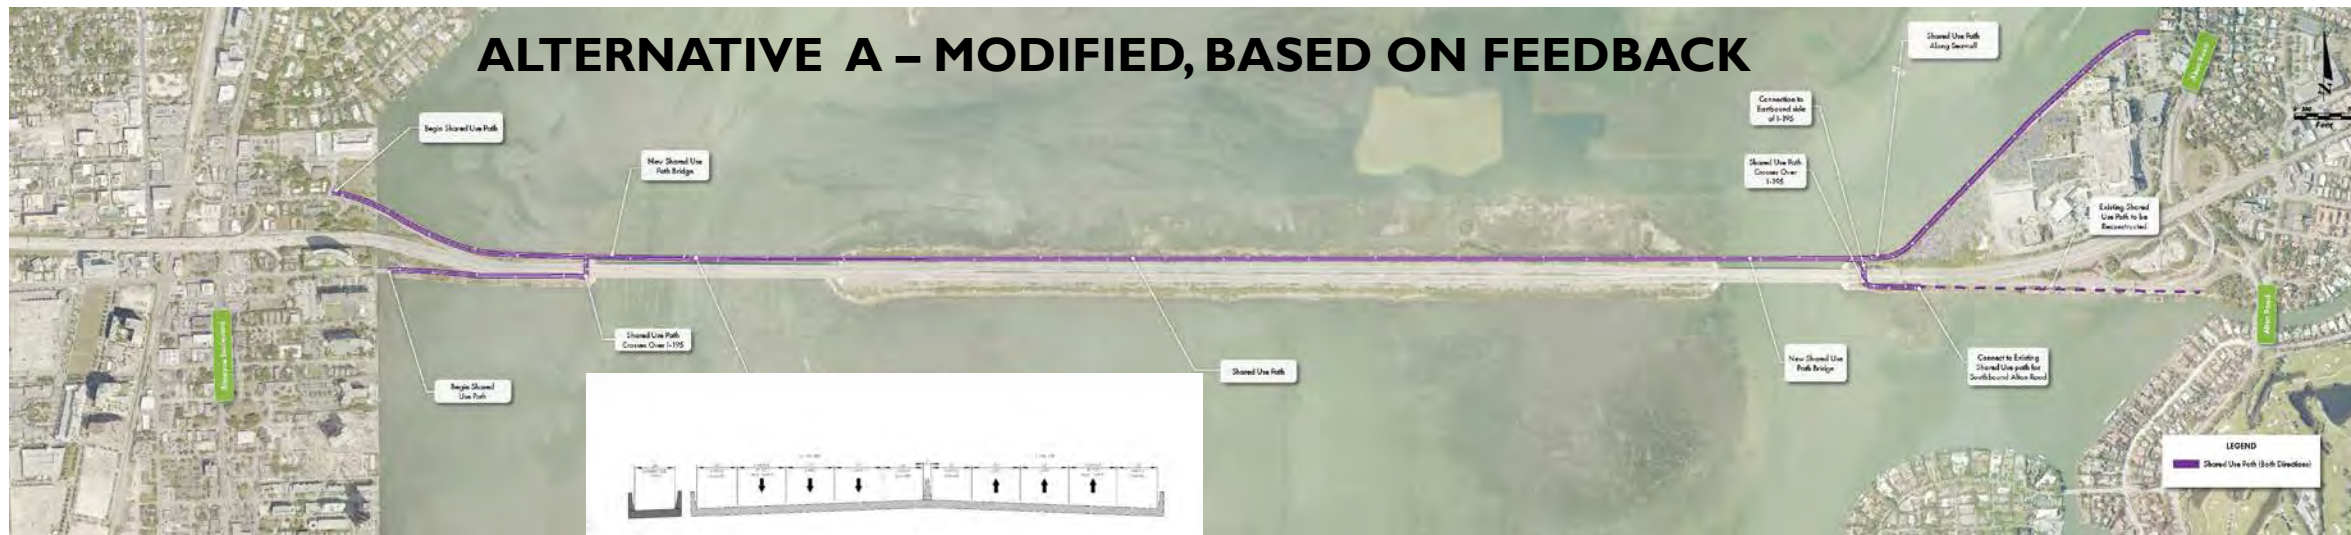 ALTERNATIVE A – MODIFIED, BASED ON FEEDBACK
Begin Shared Use Path
New Shared Use
Path Bridge
Shared Use Path
Crosses Over I-195
Begin Shared
Use Path
Biscayne Boulevard
Shared Use Path
Connection to
Eastbound side
of I-195
Shared Use Path
Crosses Over
I-195
Shared Use Path
Along Seawall
Alton Road
Existing Shared
Use Path to be
Reconstructed
New Shared Use
Path Bridge
Connect to Existing
Shared Use path for
Southbound Alton Road
Alton Road
N
Feet
LEGEND
Shared Use Path (Both Directions)